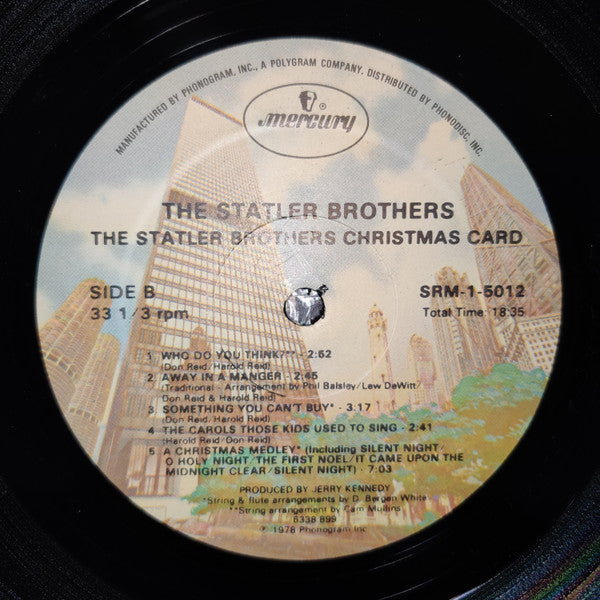 MANUFACTURED BY PHONOGRAM, INC., A POLYGRAM COMPANY. DISTRIBUTED BY PHONODISC, INC.
®
mercury
THE STATLER BROTHERS
THE STATLER BROTHERS CHRISTMAS CARD
SIDE B
33 1/3 rpm
SRM-1-5012
Total Time: 18:35
1. WHO DO YOU THINK?** - 2:52
(Don Reid/Harold Reid)
2. AWAY IN A MANGER - 2:45
(Traditional - Arrangement by Phil Balsley/Lew DeWitt/
Don Reid & Harold Reid)
3. SOMETHING YOU CAN'T BUY* - 3:17
(Don Reid/Harold Reid)
4. THE CAROLS THOSE KIDS USED TO SING - 2:41
(Harold Reid/Don Reid)
5. A CHRISTMAS MEDLEY* (Including SILENT NIGHT/
O HOLY NIGHT/THE FIRST NOEL/IT CAME UPON THE
MIDNIGHT CLEAR/SILENT NIGHT) - 7:03
PRODUCED BY JERRY KENNEDY
*String & flute arrangements by D. Bergen White
**String arrangement by Cam Mullins
6338 899
℗ 1978 Phonogram Inc